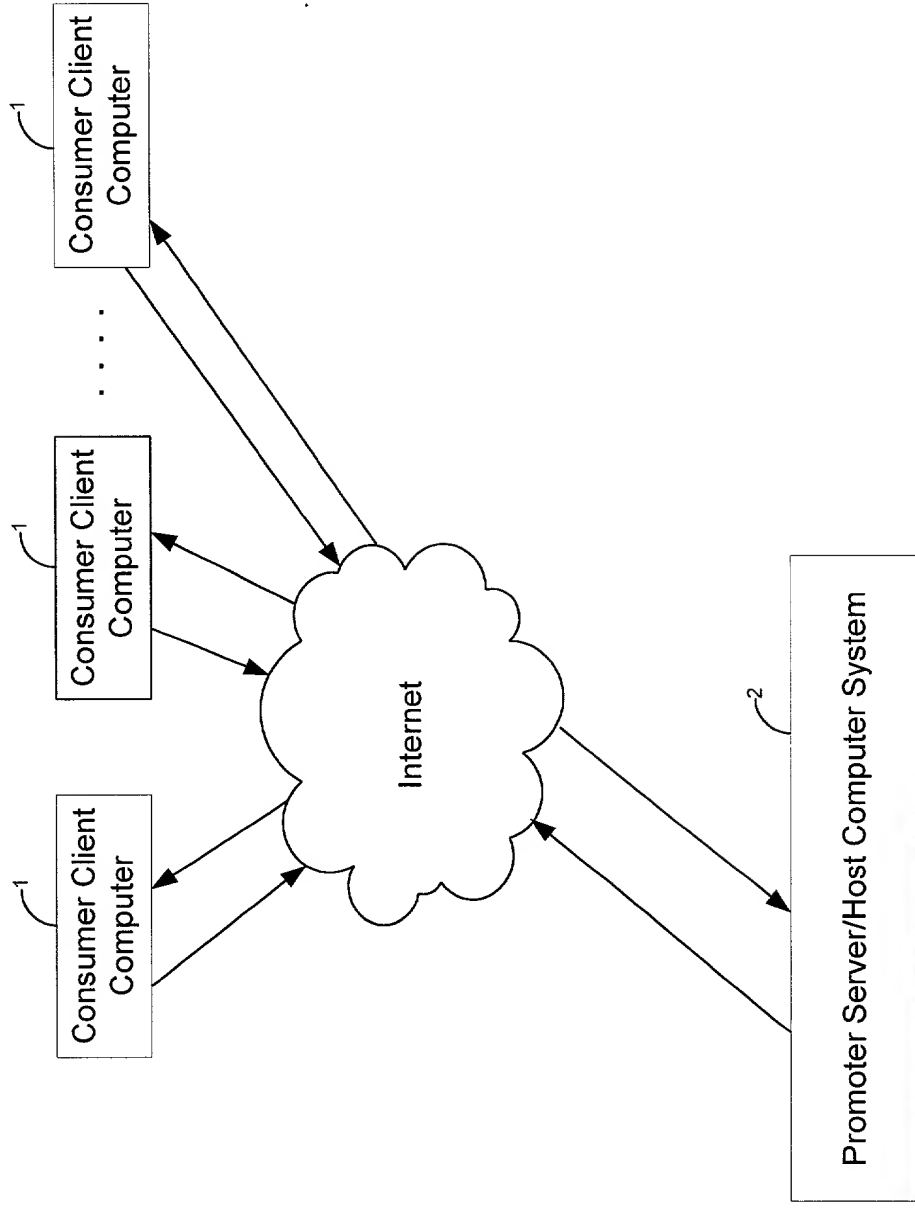 1
Consumer Client
Computer
1
Consumer Client
Computer
. . . .
1
Consumer Client
Computer
Internet
2
Promoter Server/Host Computer System